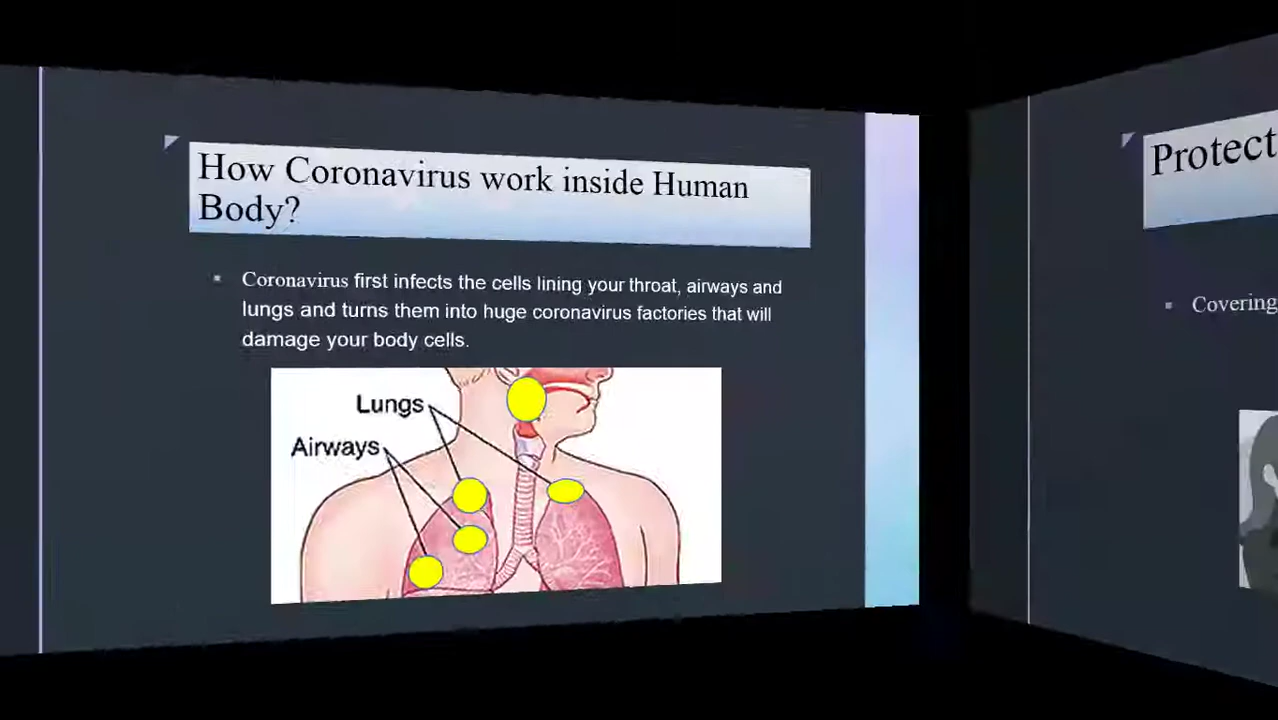 How Coronavirus work inside Human
Body?
Coronavirus first infects the cells lining your throat, airways and
lungs and turns them into huge coronavirus factories that will
damage your body cells.
Lungs
Airways
Protect
Covering